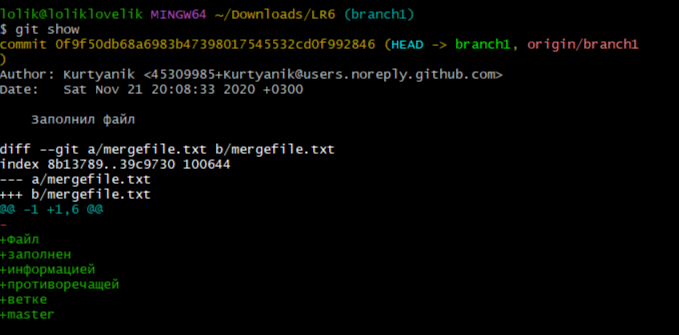 lolik@loliklovelik MINGW64 ~/Downloads/LR6 (branch1)
$ git show
commit 0f9f50db68a6983b47398017545532cd0f992846 (HEAD -> branch1, origin/branch1
)
Author: Kurtyanik <45309985+Kurtyanik@users.noreply.github.com>
Date:   Sat Nov 21 20:08:33 2020 +0300

    Заполнил файл

diff --git a/mergefile.txt b/mergefile.txt
index 8b13789..39c9730 100644
--- a/mergefile.txt
+++ b/mergefile.txt
@@ -1 +1,6 @@
-
+Файл
+заполнен
+информацией
+противоречащей
+ветке
+master